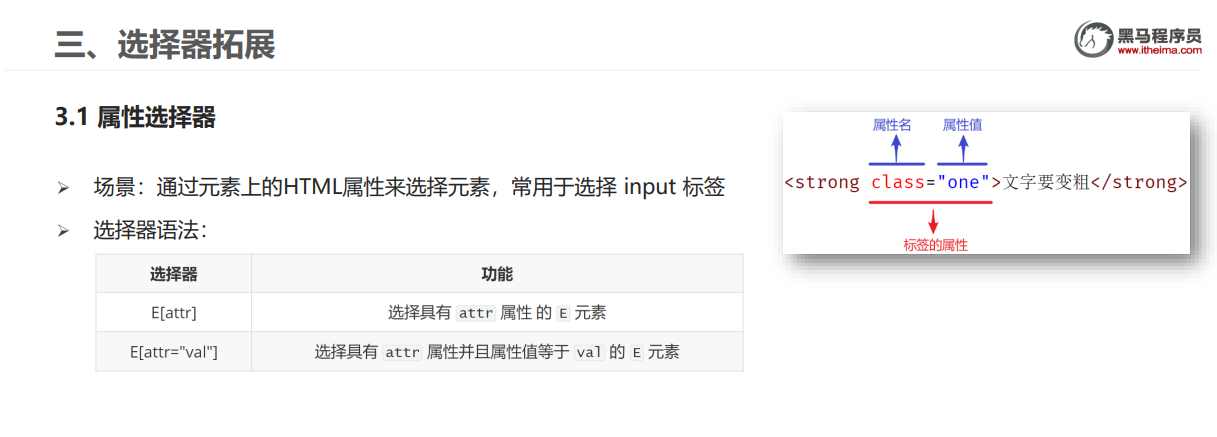 三、选择器拓展
黑马程序员
www.itheima.com
3.1 属性选择器
场景：通过元素上的HTML属性来选择元素，常用于选择 input 标签
选择器语法：
选择器 功能
E[attr] 选择具有 attr 属性 的 E 元素
E[attr="val"] 选择具有 attr 属性并且属性值等于 val 的 E 元素
属性名 属性值
<strong class="one">文字要变粗</strong>
标签的属性